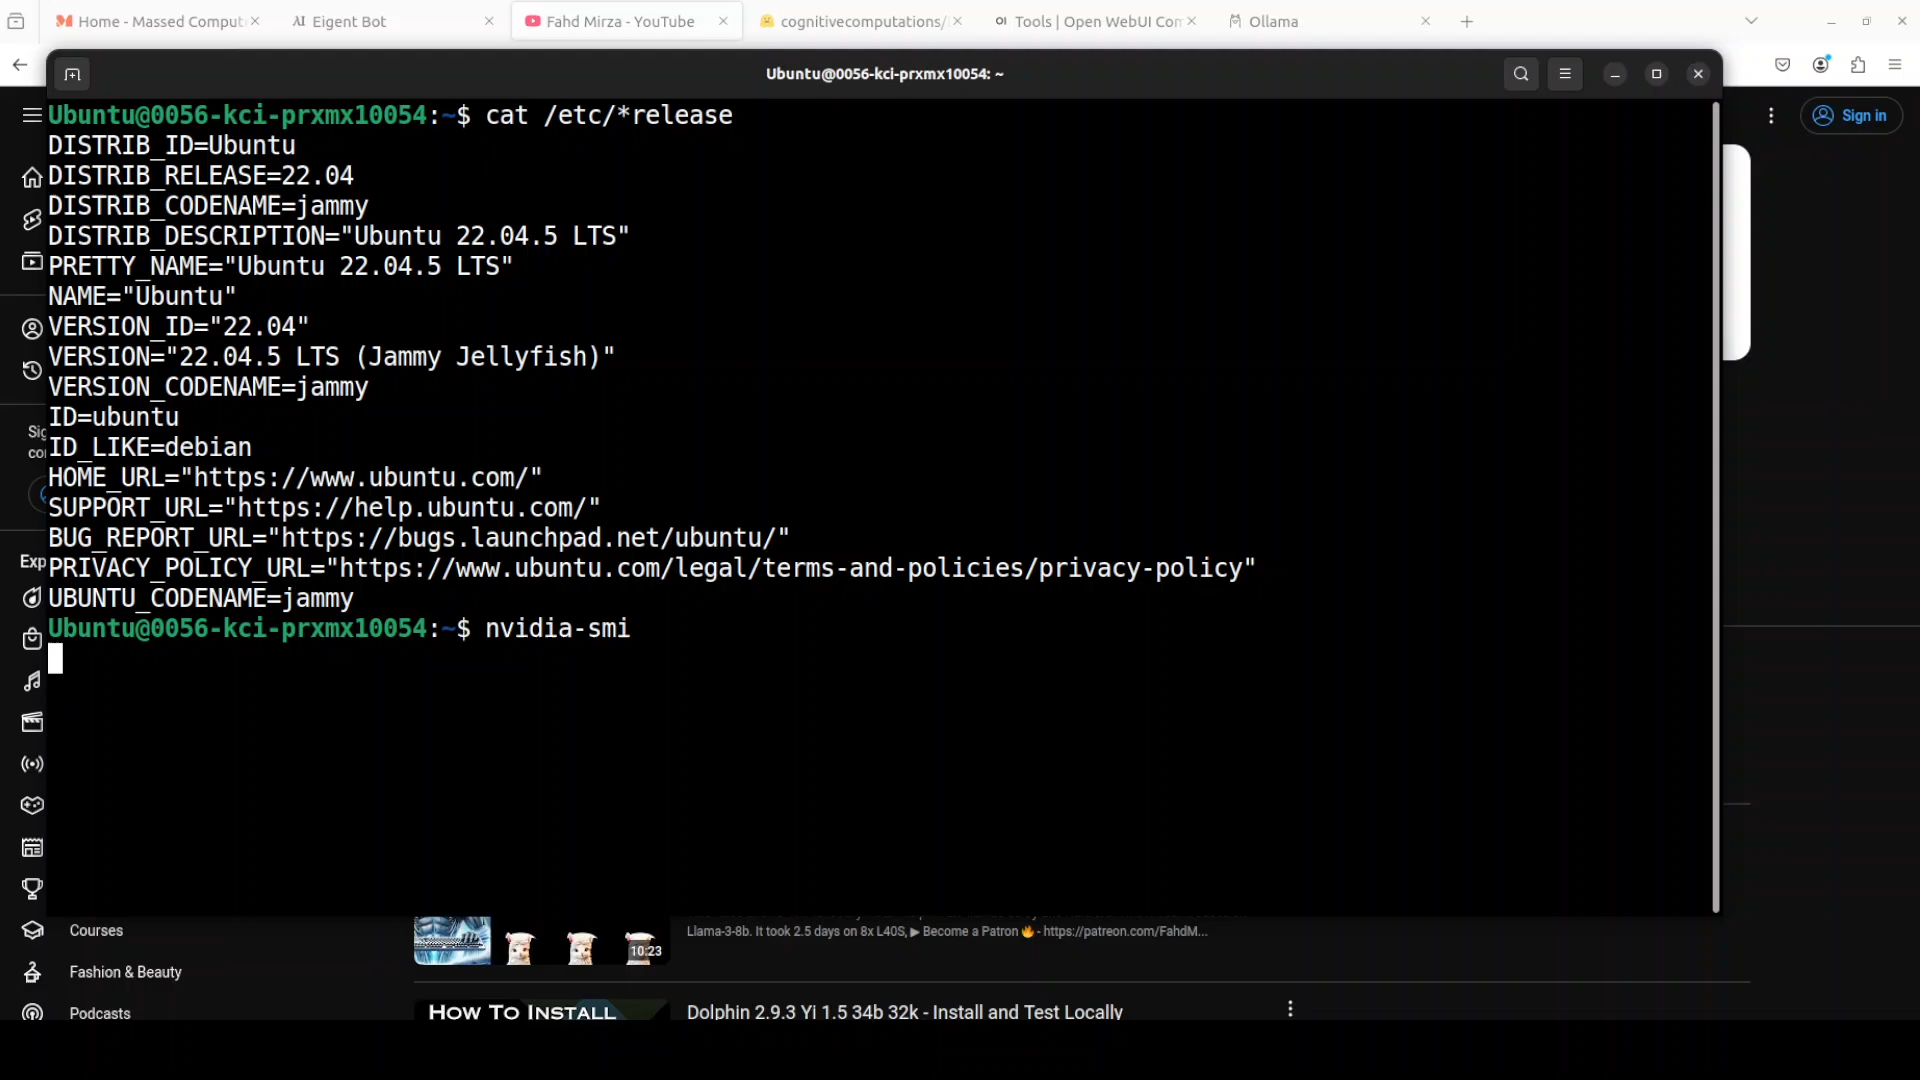 Home - Massed Comput
Eigent Bot
Fahd Mirza - YouTube
cognitivecomputations/
Tools | Open WebUI Com
Ollama
Ubuntu@0056-kci-prxmx10054: ~
Sign in
Ubuntu@0056-kci-prxmx10054:~$ cat /etc/*release
DISTRIB_ID=Ubuntu
DISTRIB_RELEASE=22.04
DISTRIB_CODENAME=jammy
DISTRIB_DESCRIPTION="Ubuntu 22.04.5 LTS"
PRETTY_NAME="Ubuntu 22.04.5 LTS"
NAME="Ubuntu"
VERSION_ID="22.04"
VERSION="22.04.5 LTS (Jammy Jellyfish)"
VERSION_CODENAME=jammy
ID=ubuntu
ID_LIKE=debian
HOME_URL="https://www.ubuntu.com/"
SUPPORT_URL="https://help.ubuntu.com/"
BUG_REPORT_URL="https://bugs.launchpad.net/ubuntu/"
PRIVACY_POLICY_URL="https://www.ubuntu.com/legal/terms-and-policies/privacy-policy"
UBUNTU_CODENAME=jammy
Ubuntu@0056-kci-prxmx10054:~$ nvidia-smi
Sig
co
Exp
Courses
Fashion & Beauty
Podcasts
10:23
Llama-3-8b. It took 2.5 days on 8x L40S, ▶ Become a Patron 🔥 - https://patreon.com/FahdM...
HOW TO INSTALL
Dolphin 2.9.3 Yi 1.5 34b 32k - Install and Test Locally